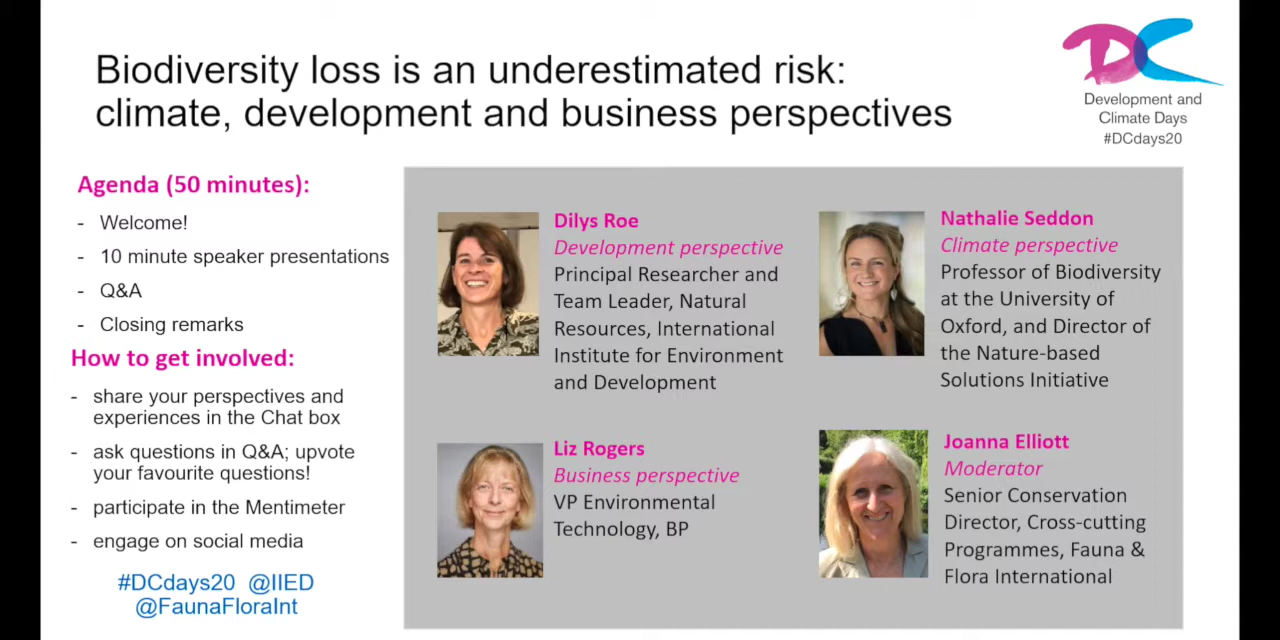 Biodiversity loss is an underestimated risk:
climate, development and business perspectives
DC
Development and
Climate Days
#DCdays20
Agenda (50 minutes):
- Welcome!
- 10 minute speaker presentations
- Q&A
- Closing remarks
How to get involved:
- share your perspectives and
experiences in the Chat box
- ask questions in Q&A; upvote
your favourite questions!
- participate in the Mentimeter
- engage on social media
#DCdays20 @IIED
@FaunaFloraInt
Dilys Roe
Development perspective
Principal Researcher and
Team Leader, Natural
Resources, International
Institute for Environment
and Development
Nathalie Seddon
Climate perspective
Professor of Biodiversity
at the University of
Oxford, and Director of
the Nature-based
Solutions Initiative
Liz Rogers
Business perspective
VP Environmental
Technology, BP
Joanna Elliott
Moderator
Senior Conservation
Director, Cross-cutting
Programmes, Fauna &
Flora International